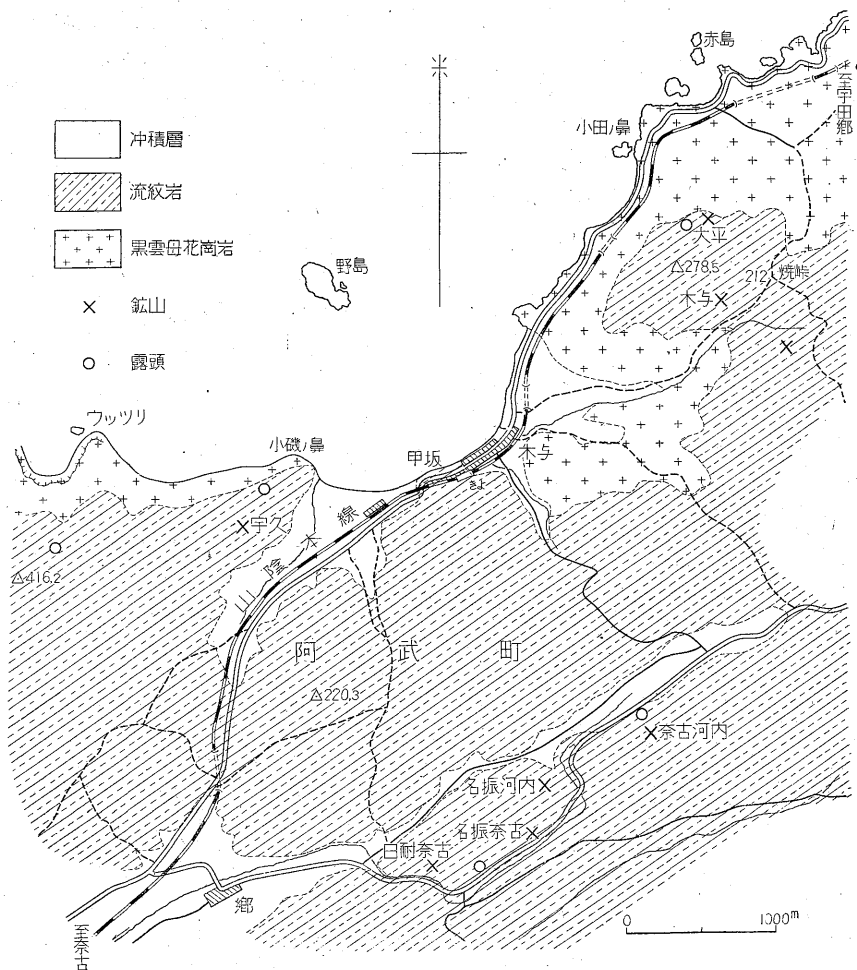 赤島
至宇田郷
小田ノ鼻
冲積層
流紋岩
黒雲母花崗岩
× 鉱山
○ 露頭
野島
大平
△278.5
212 焼峠
木与
ウッツリ
小磯ノ鼻
甲坂
木与
きよ
宇久
△416.2
山陰本線
阿武町
△220.3
奈古河内
名振河内
名振奈古
日耐奈古
郷
至奈古
0 1000m